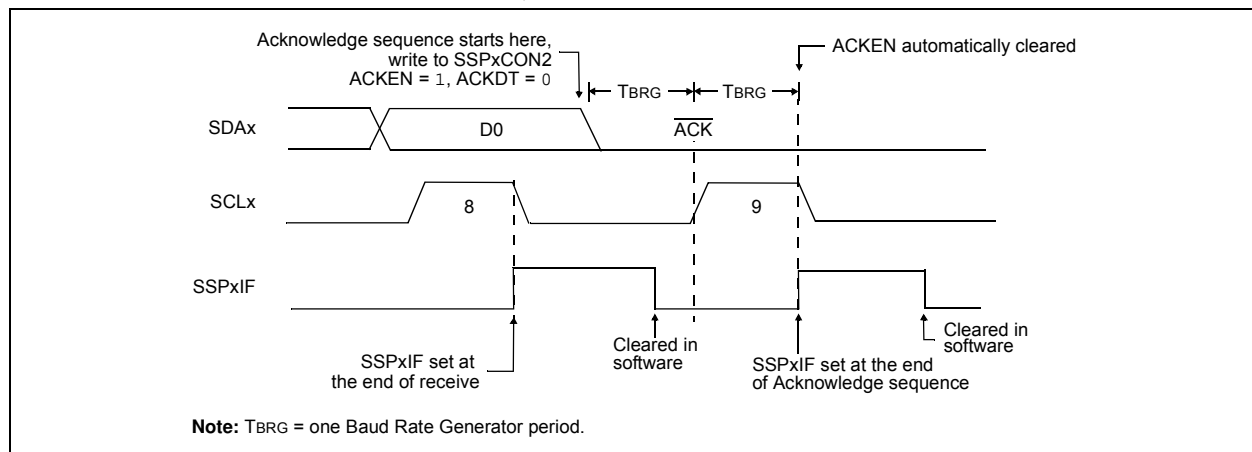 Acknowledge sequence starts here,
write to SSPxCON2
ACKEN = 1, ACKDT = 0
ACKEN automatically cleared
TBRG
TBRG
SDAx
D0
ACK
SCLx
8
9
SSPxIF
SSPxIF set at
the end of receive
Cleared in
software
SSPxIF set at the end
of Acknowledge sequence
Cleared in
software
Note: TBRG = one Baud Rate Generator period.